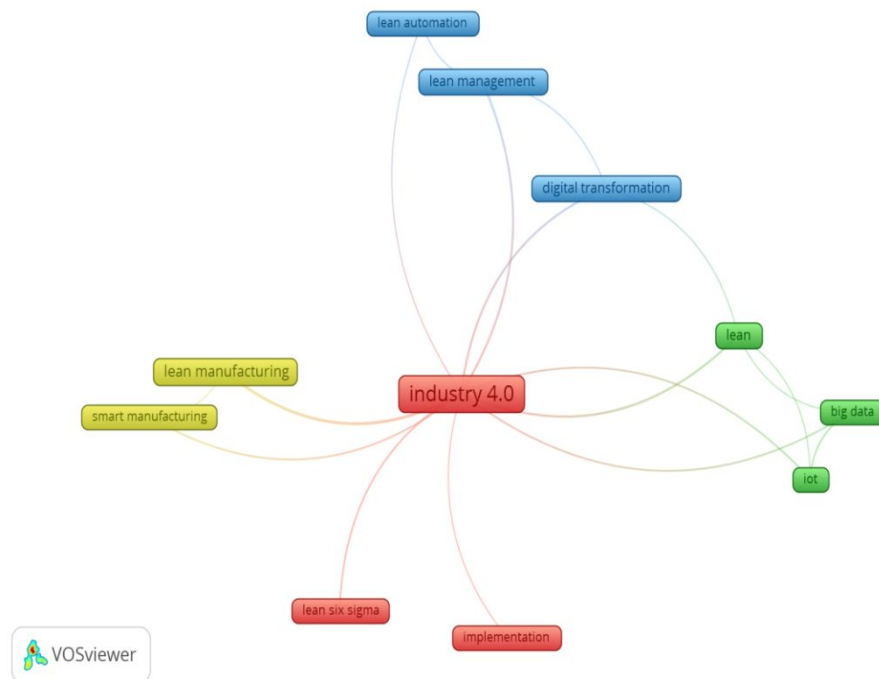 lean automation
lean management
digital transformation
lean
lean manufacturing
industry 4.0
smart manufacturing
big data
iot
lean six sigma
implementation
VOSviewer